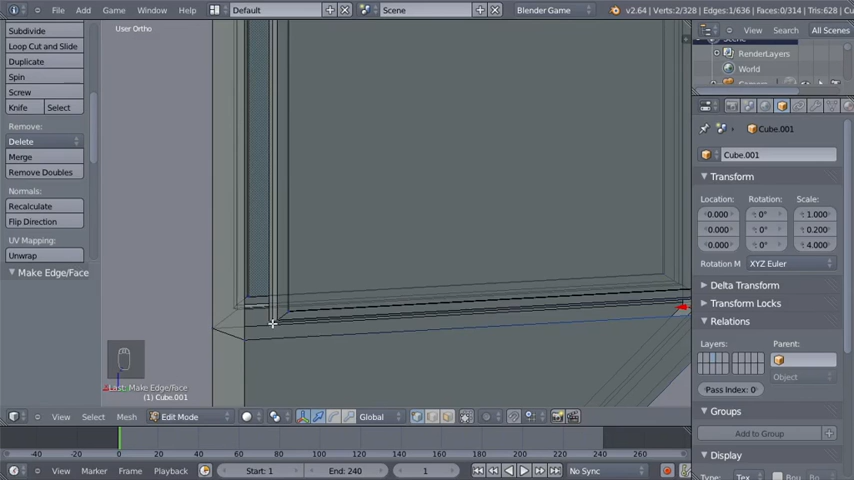 File Add Game Window Help Default Scene Blender Game v2.64 | Verts:2/328 | Edges:1/636 | Faces:0/314 | Tris:628 | Cu
User Ortho
View Search All Scenes
RenderLayers
World
Subdivide
Loop Cut and Slide
Duplicate
Spin
Screw
Knife Select
Remove:
Delete
Merge
Remove Doubles
Normals:
Recalculate
Flip Direction
UV Mapping:
Unwrap
Make Edge/Face
Cube.001
Cube.001
Transform
Location: Rotation: Scale:
0.000 0° 1.000
0.000 0° 0.200
0.000 0° 4.000
Rotation M XYZ Euler
Delta Transform
Transform Locks
Relations
Layers: Parent:
Object
Pass Index: 0
Groups
Add to Group
Display
Last: Make Edge/Face
(1) Cube.001
View Select Mesh Edit Mode Global
-40 -20 0 20 40 60 80 100 120 140 160 180 200 220 240 260
View Marker Frame Playback Start: 1 End: 240 1 No Sync